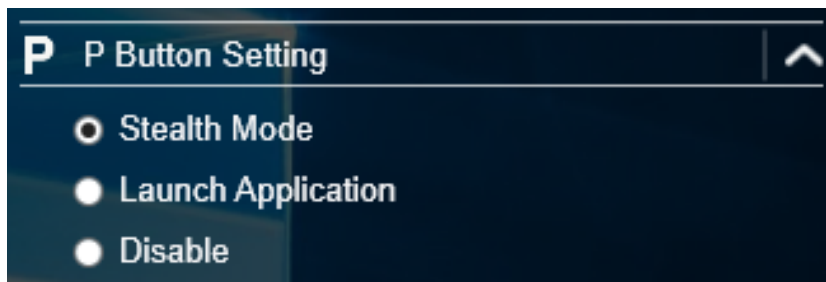 P P Button Setting
Stealth Mode
Launch Application
Disable